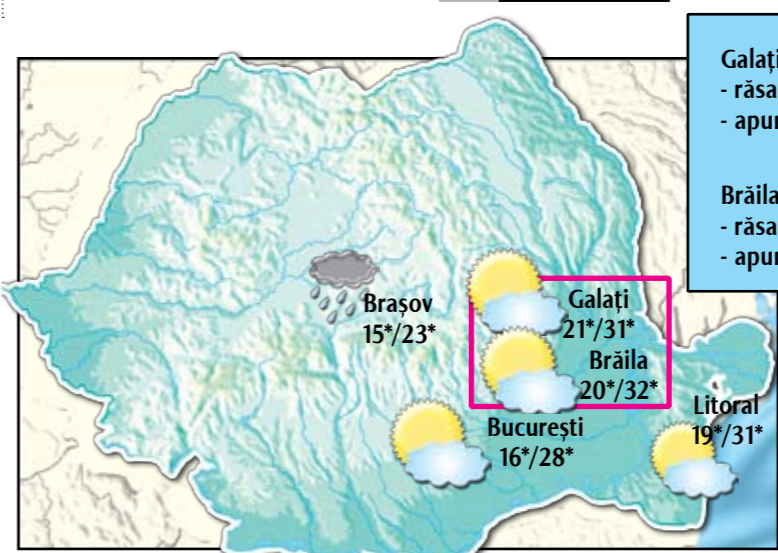 Galați
- răsa
- apu
Brăila
- răsa
- apu
Brașov
15*/23*
Galați
21*/31*
Brăila
20*/32*
Litoral
19*/31*
București
16*/28*